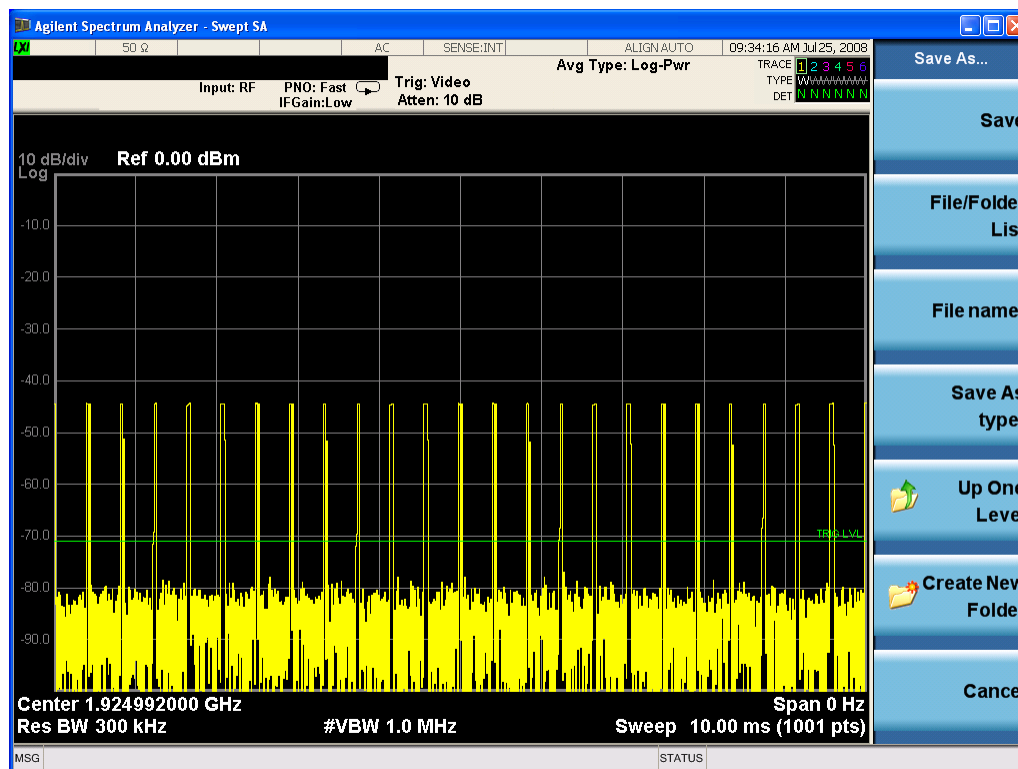 Agilent Spectrum Analyzer - Swept SA
LXI 50 Ω AC SENSE:INT ALIGN AUTO 09:34:16 AM Jul 25, 2008
Input: RF
PNO: Fast
IFGain:Low
Trig: Video
Atten: 10 dB
Avg Type: Log-Pwr
TRACE 1 2 3 4 5 6
TYPE WWWWWW
DET N N N N N N
10 dB/div Ref 0.00 dBm
Log
-10.0
-20.0
-30.0
-40.0
-50.0
-60.0
-70.0
TRIG LVL
-80.0
-90.0
Center 1.924992000 GHz Span 0 Hz
Res BW 300 kHz #VBW 1.0 MHz Sweep 10.00 ms (1001 pts)
MSG STATUS
Save As...
Save
File/Folde
Lis
File name
Save As
type
Up One
Leve
Create New
Folde
Cance